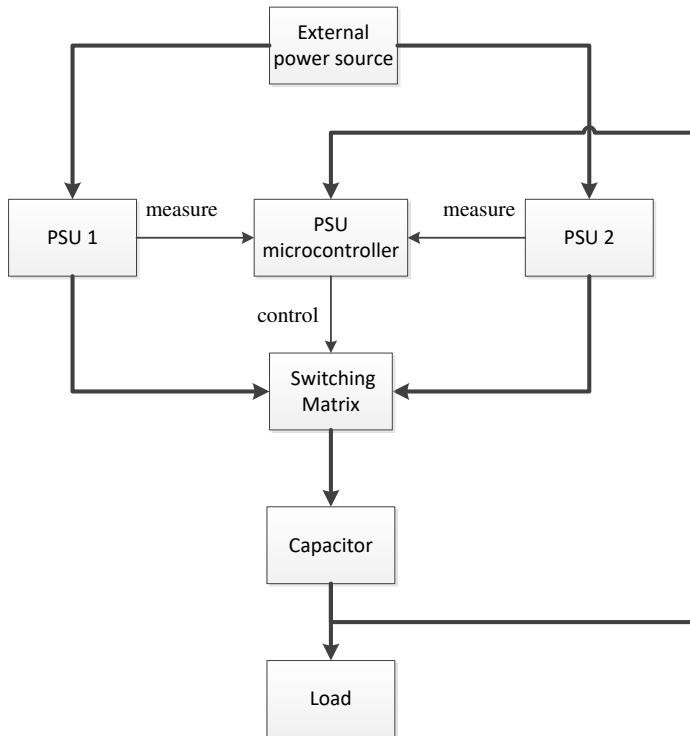 External
power source
measure
measure
PSU 1
PSU
microcontroller
PSU 2
control
Switching
Matrix
Capacitor
Load